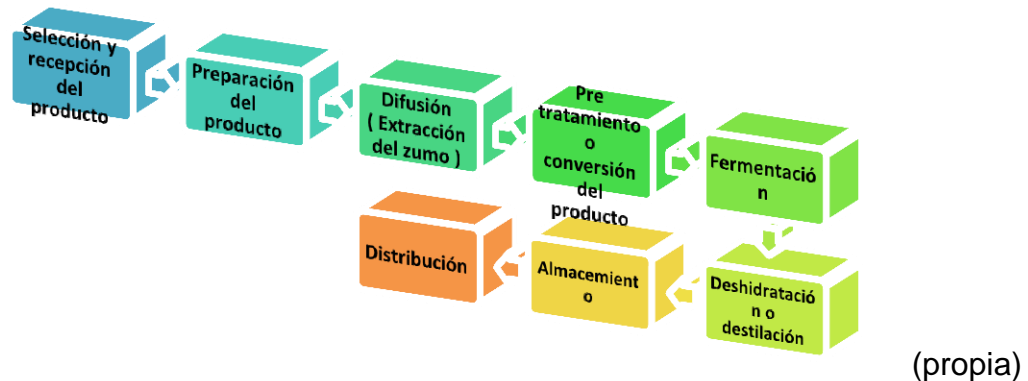 Selección y
recepción
del
producto
Preparación
del
producto
Difusión
( Extracción
del zumo )
Pre
tratamiento
o
conversión
del
producto
Fermentació
n
Deshidratació
n o
destilación
Almacemient
o
Distribución
(propia)